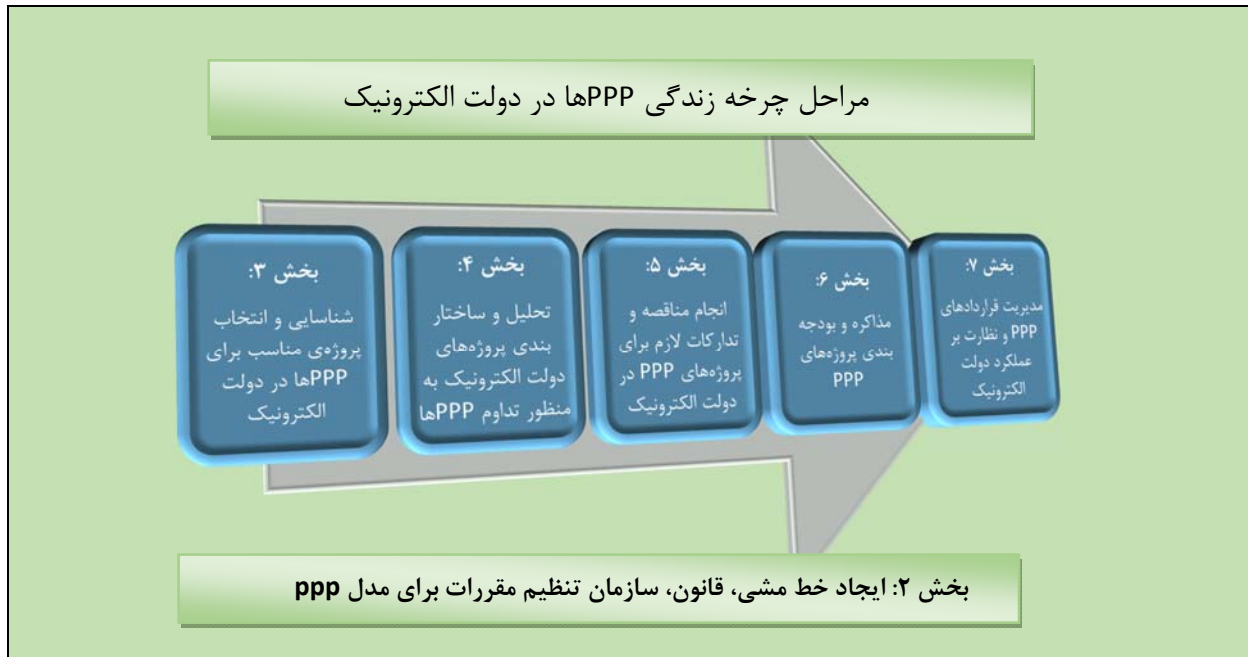 مراحل چرخه زندگی PPPها در دولت الکترونیک
بخش ۳:
شناسایی و انتخاب
پروژه‌ی مناسب برای
PPPها در دولت
الکترونیک
بخش ۴:
تحلیل و ساختار
بندی پروژه‌های
دولت الکترونیک به
منظور تداوم PPPها
بخش ۵:
انجام مناقصه و
تدارکات لازم برای
پروژه‌های PPP در
دولت الکترونیک
بخش ۶:
مذاکره و بودجه
بندی پروژه‌های
PPP
بخش ۷:
مدیریت قراردادهای
PPP و نظارت بر
عملکرد دولت
الکترونیک
بخش ۲: ایجاد خط مشی، قانون، سازمان تنظیم مقررات برای مدل ppp